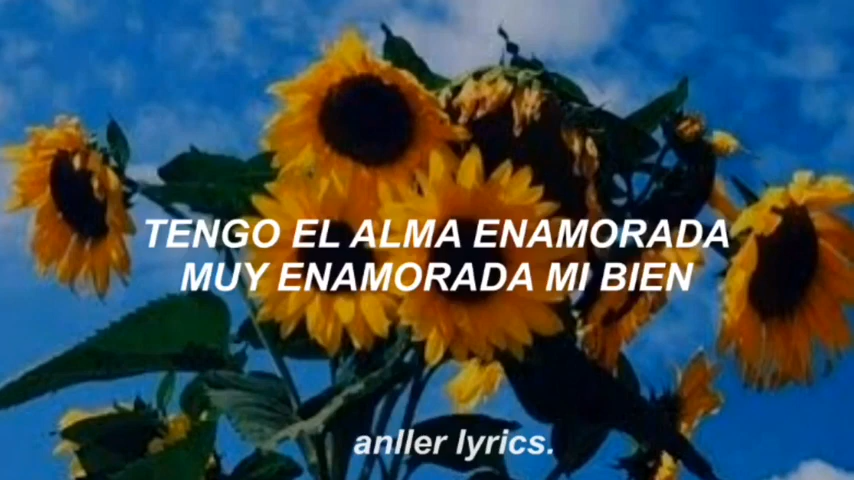 TENGO EL ALMA ENAMORADA
MUY ENAMORADA MI BIEN
anller lyrics.